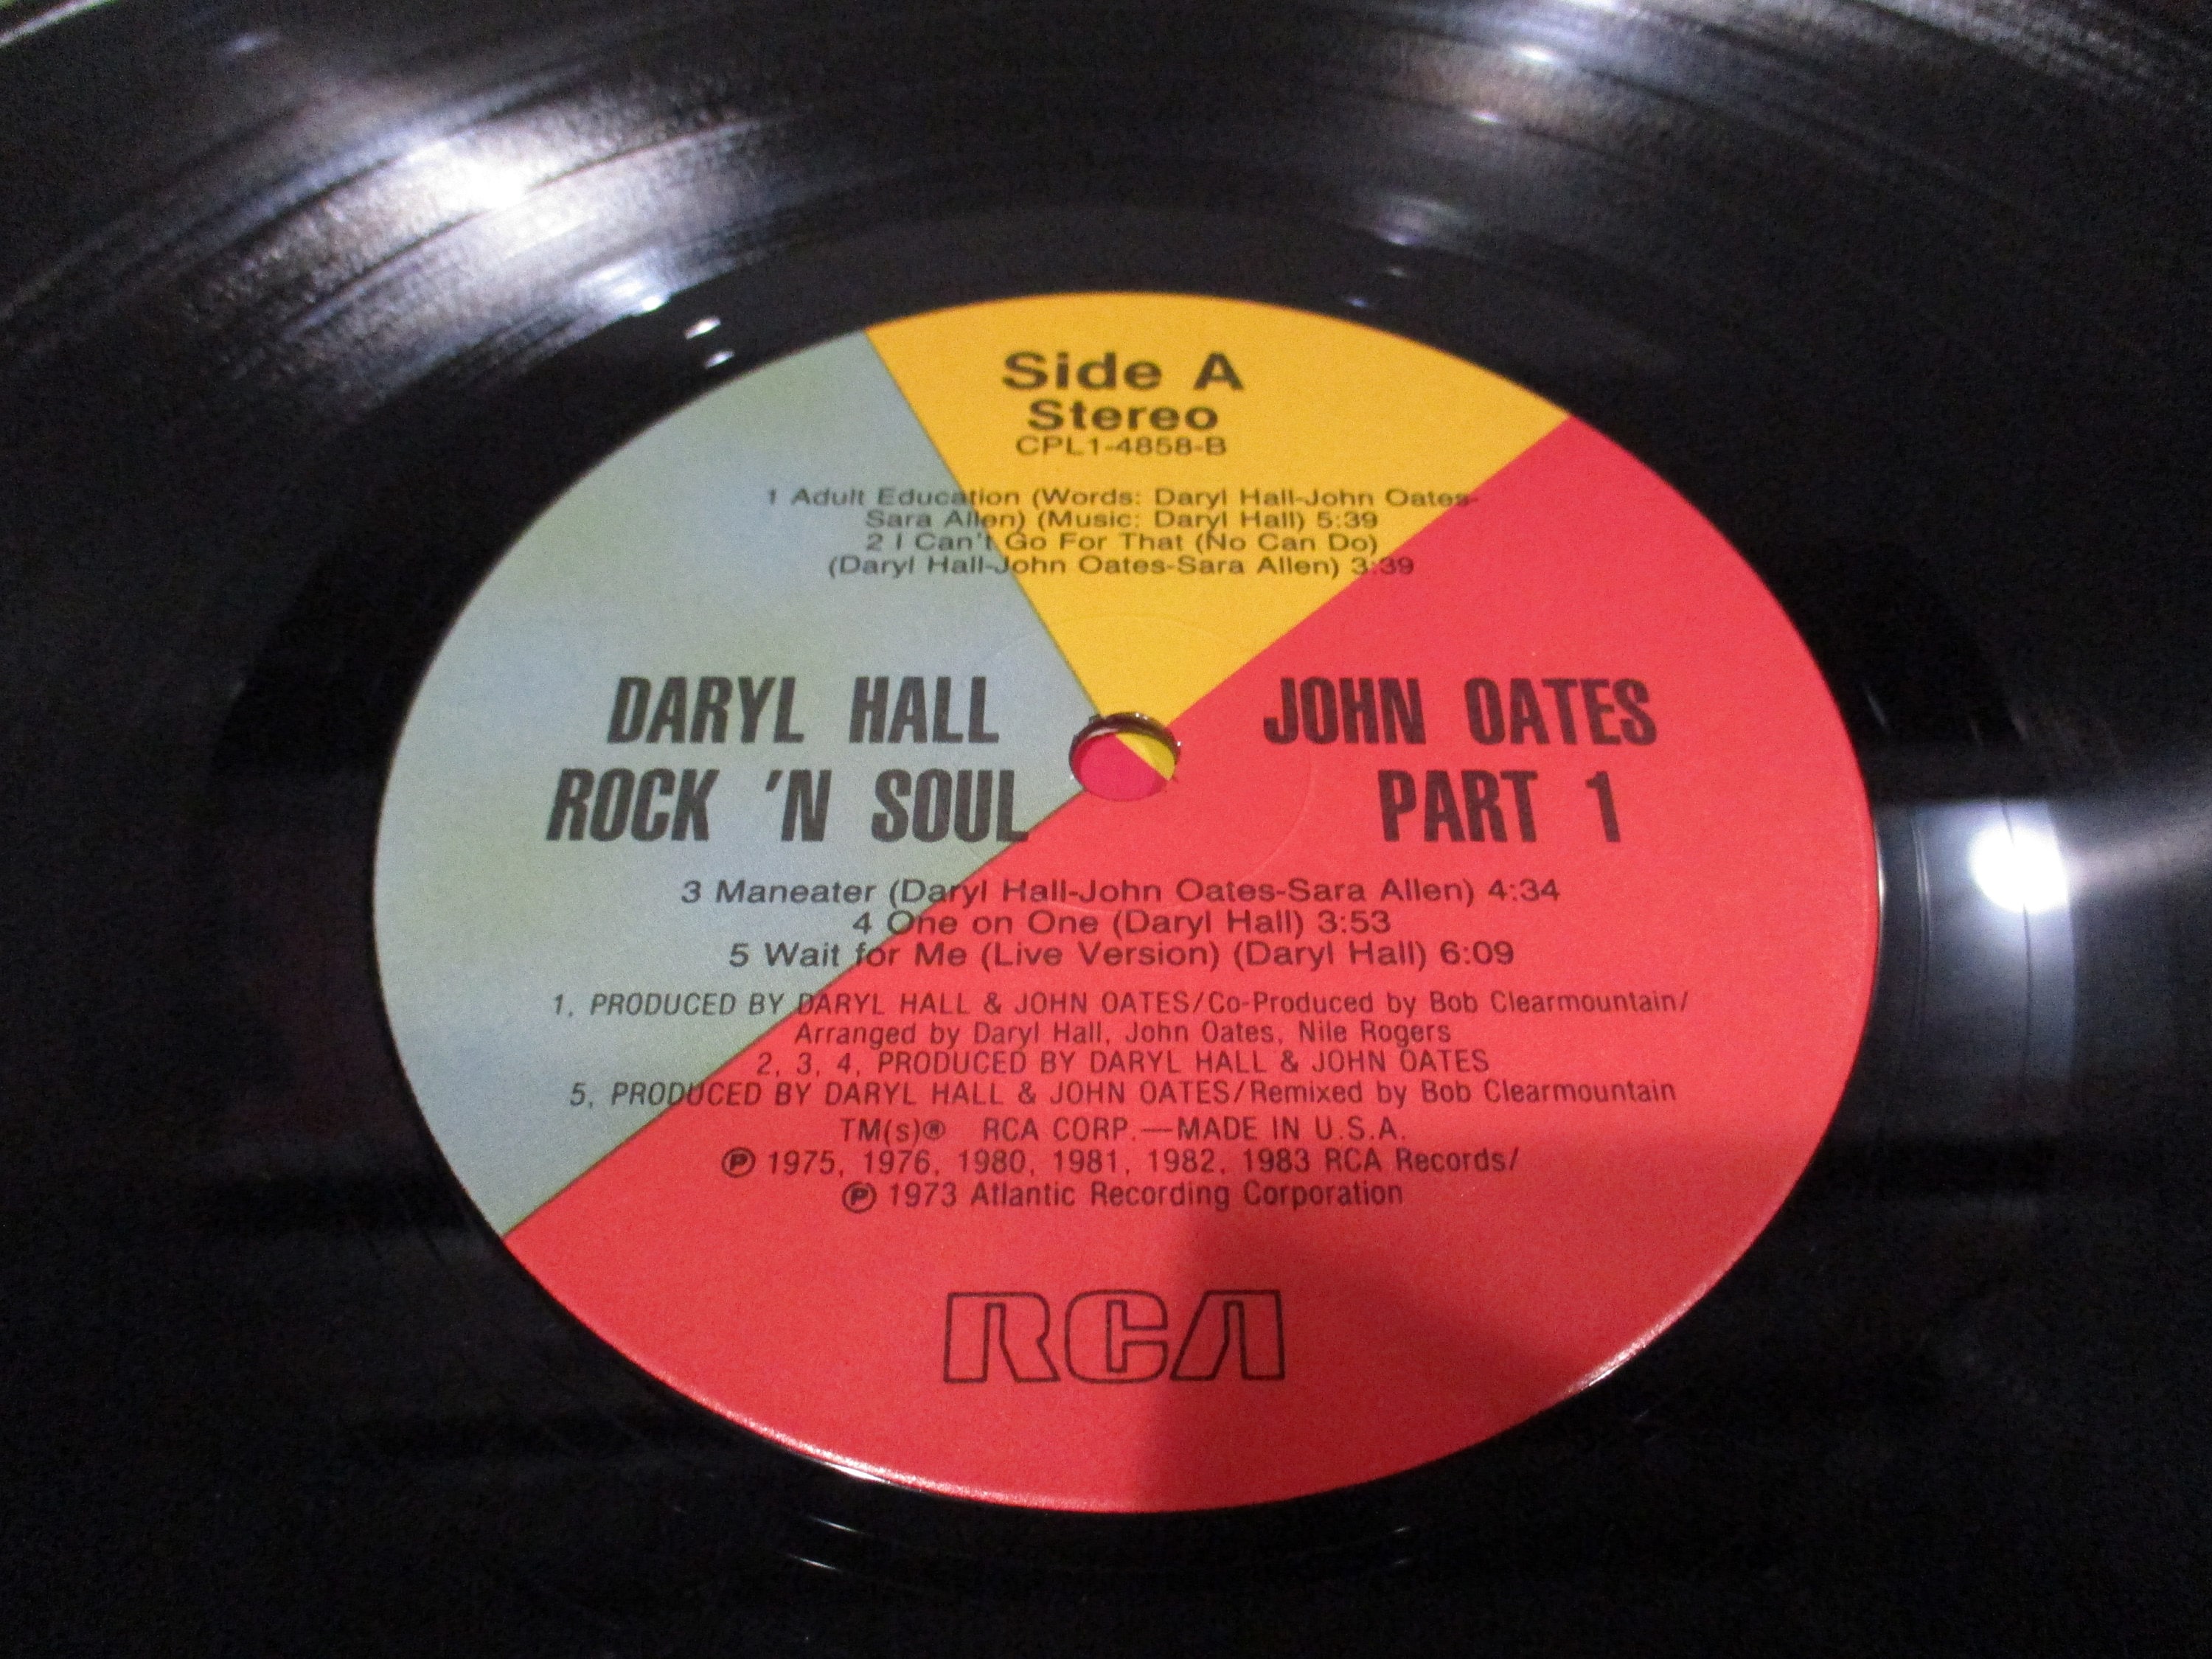 Side A
Stereo
CPL1-4858-B
1 Adult Education (Words: Daryl Hall-John Oates-
Sara Allen) (Music: Daryl Hall) 5:39
2 I Can't Go For That (No Can Do)
(Daryl Hall-John Oates-Sara Allen) 3:39
DARYL HALL JOHN OATES
ROCK 'N SOUL PART 1
3 Maneater (Daryl Hall-John Oates-Sara Allen) 4:34
4 One on One (Daryl Hall) 3:53
5 Wait for Me (Live Version) (Daryl Hall) 6:09
1, PRODUCED BY DARYL HALL & JOHN OATES/Co-Produced by Bob Clearmountain/
Arranged by Daryl Hall, John Oates, Nile Rogers
2, 3, 4, PRODUCED BY DARYL HALL & JOHN OATES
5, PRODUCED BY DARYL HALL & JOHN OATES/Remixed by Bob Clearmountain
TM(s)® RCA CORP.—MADE IN U.S.A.
℗ 1975, 1976, 1980, 1981, 1982, 1983 RCA Records/
℗ 1973 Atlantic Recording Corporation
RCA